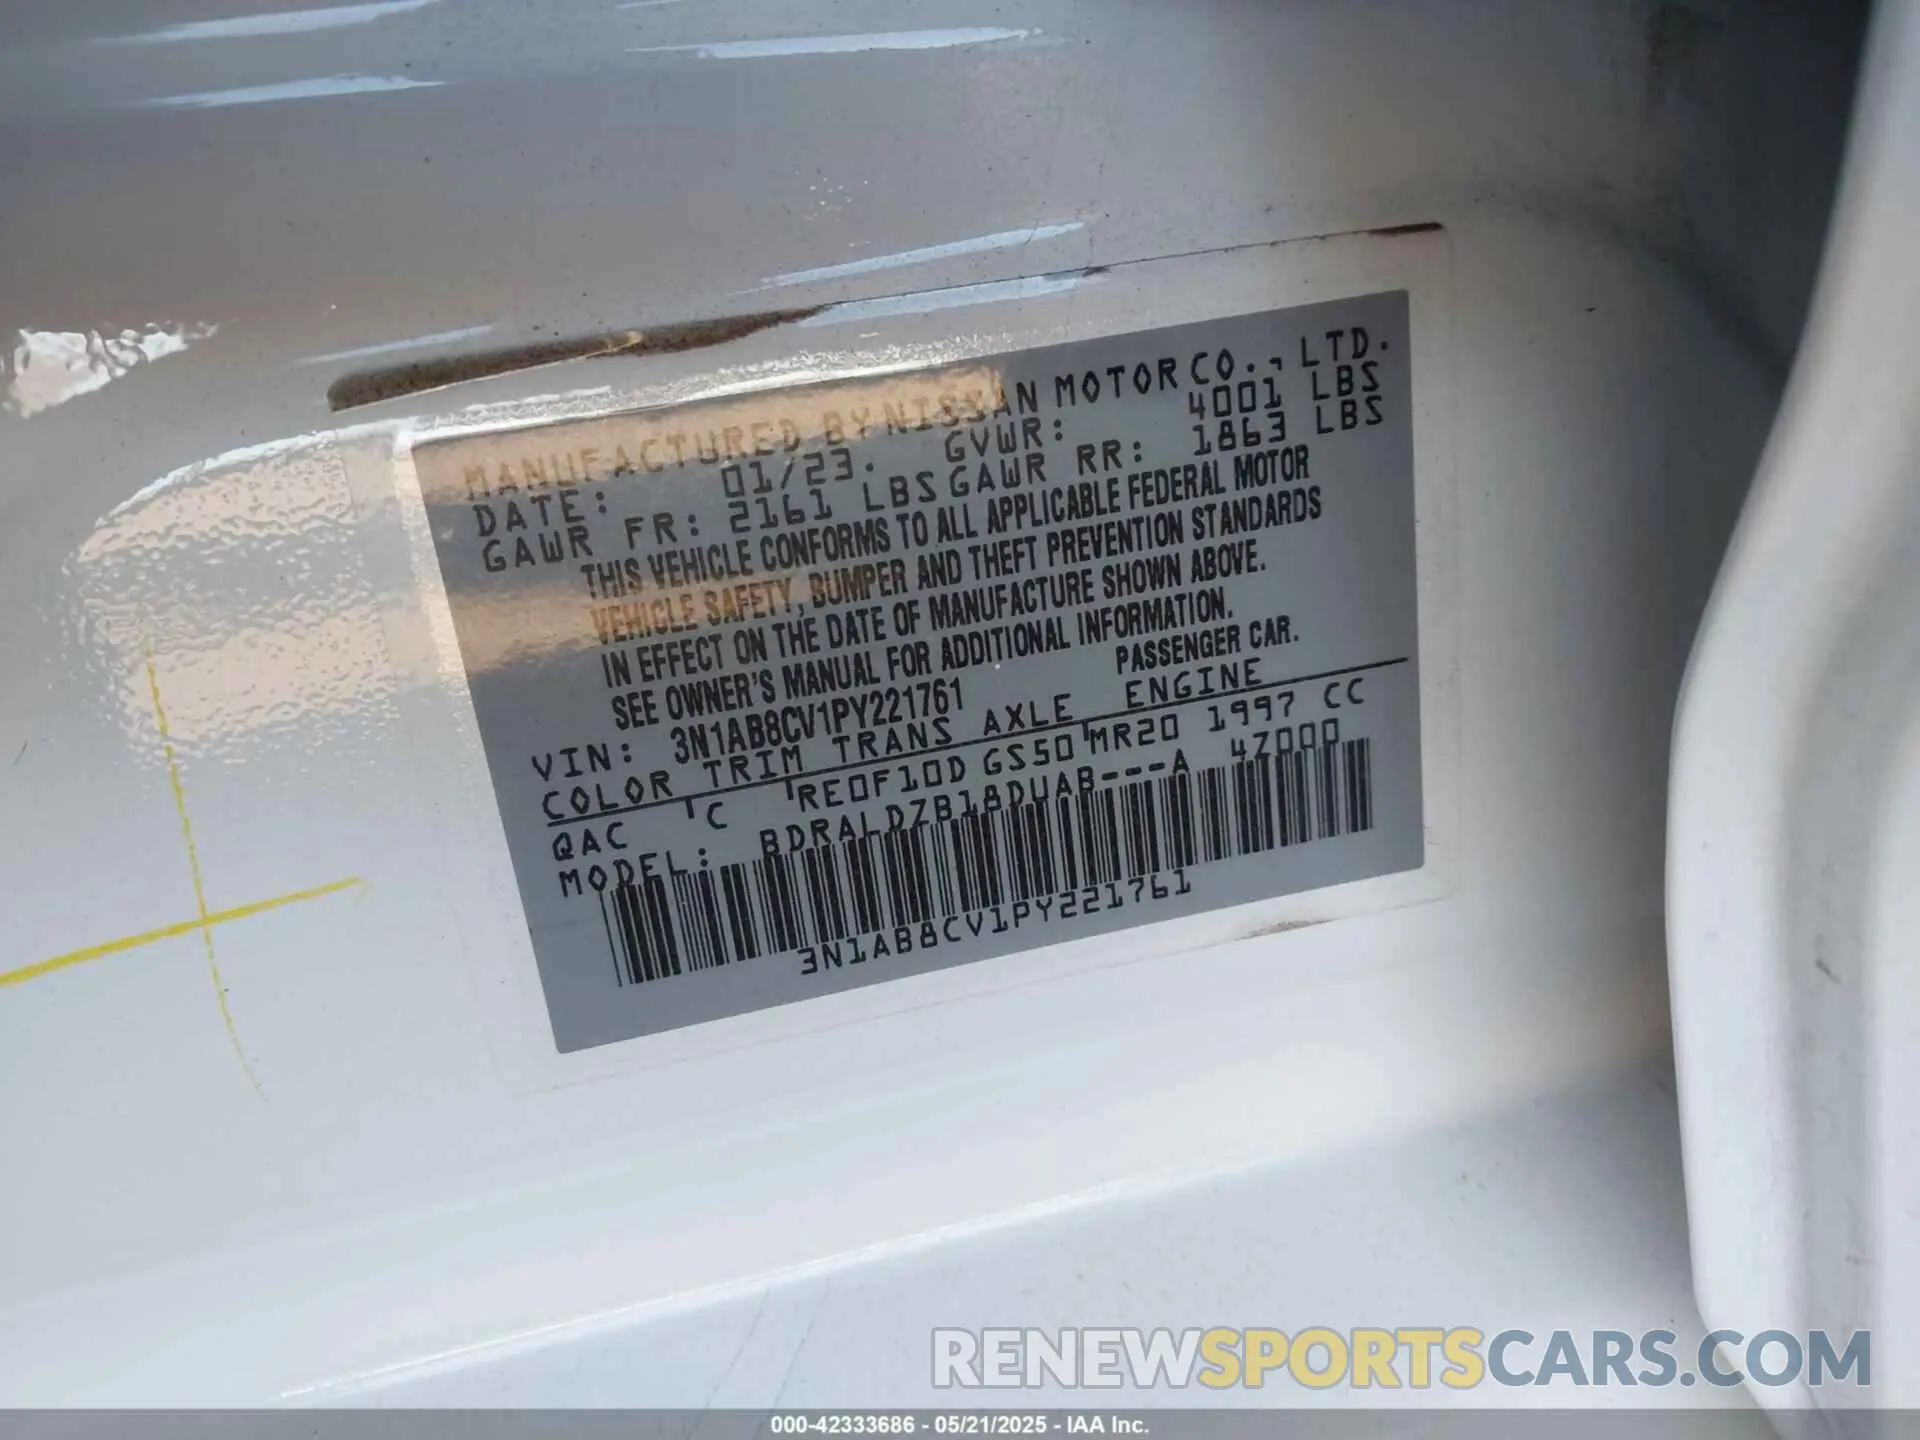 MANUFACTURED BY NISSAN MOTOR CO., LTD.
DATE: 01/23. GVWR: 4001 LBS
GAWR FR: 2161 LBS GAWR RR: 1863 LBS
THIS VEHICLE CONFORMS TO ALL APPLICABLE FEDERAL MOTOR
VEHICLE SAFETY, BUMPER AND THEFT PREVENTION STANDARDS
IN EFFECT ON THE DATE OF MANUFACTURE SHOWN ABOVE.
SEE OWNER'S MANUAL FOR ADDITIONAL INFORMATION.
VIN: 3N1AB8CV1PY221761 PASSENGER CAR.
COLOR TRIM TRANS AXLE ENGINE
QAC C RE0F10D GS50 MR20 1997 CC
MODEL: BDRALDZB18DUAB---A 4Z000
3N1AB8CV1PY221761
RENEWSPORTSCARS.COM
000-42333686 - 05/21/2025 - IAA Inc.